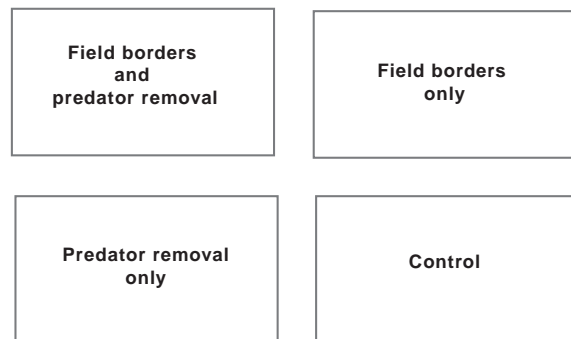 Field borders
and
predator removal
Field borders
only
Predator removal
only
Control